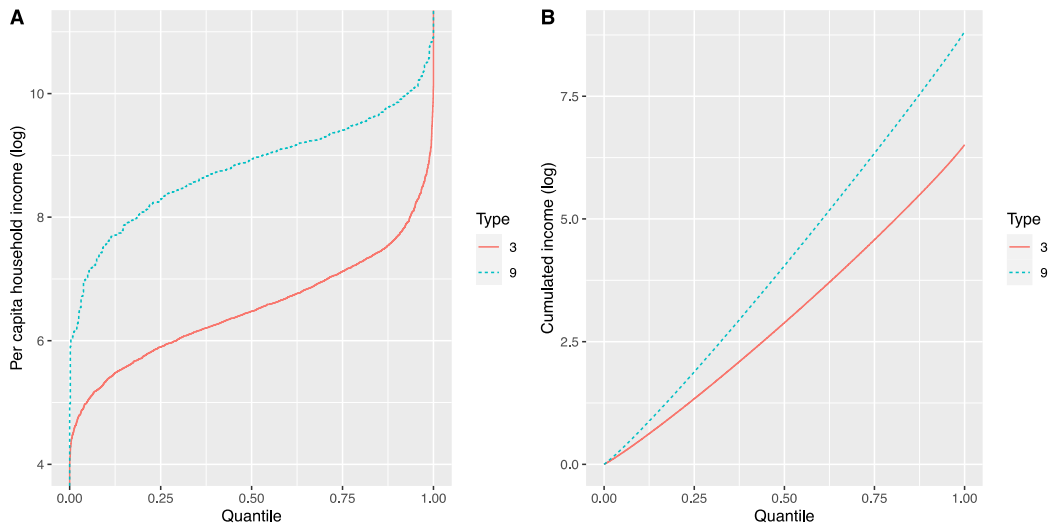 A
Per capita household income (log)
10
8
6
4
0.00
0.25
0.50
0.75
1.00
Quantile
Type
3
9
B
Cumulated income (log)
7.5
5.0
2.5
0.0
0.00
0.25
0.50
0.75
1.00
Quantile
Type
3
9